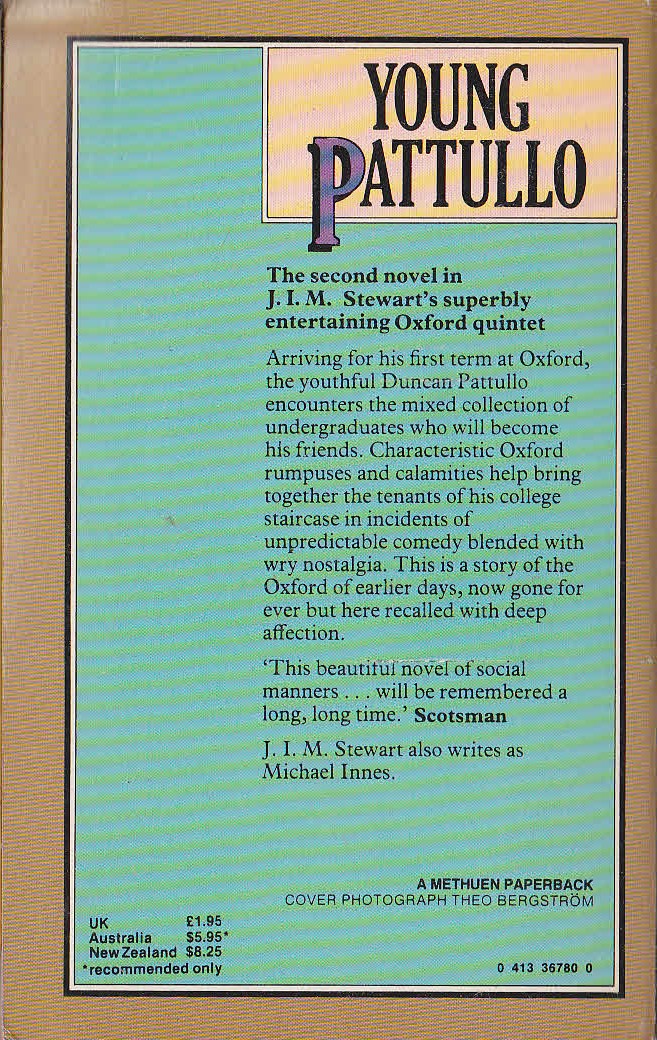 YOUNG
PATTULLO
The second novel in
J. I. M. Stewart's superbly
entertaining Oxford quintet
Arriving for his first term at Oxford,
the youthful Duncan Pattullo
encounters the mixed collection of
undergraduates who will become
his friends. Characteristic Oxford
rumpuses and calamities help bring
together the tenants of his college
staircase in incidents of
unpredictable comedy blended with
wry nostalgia. This is a story of the
Oxford of earlier days, now gone for
ever but here recalled with deep
affection.
'This beautiful novel of social
manners . . . will be remembered a
long, long time.' Scotsman
J. I. M. Stewart also writes as
Michael Innes.
A METHUEN PAPERBACK
COVER PHOTOGRAPH THEO BERGSTRÖM
UK £1.95
Australia $5.95*
New Zealand $8.25
*recommended only
0 413 36780 0